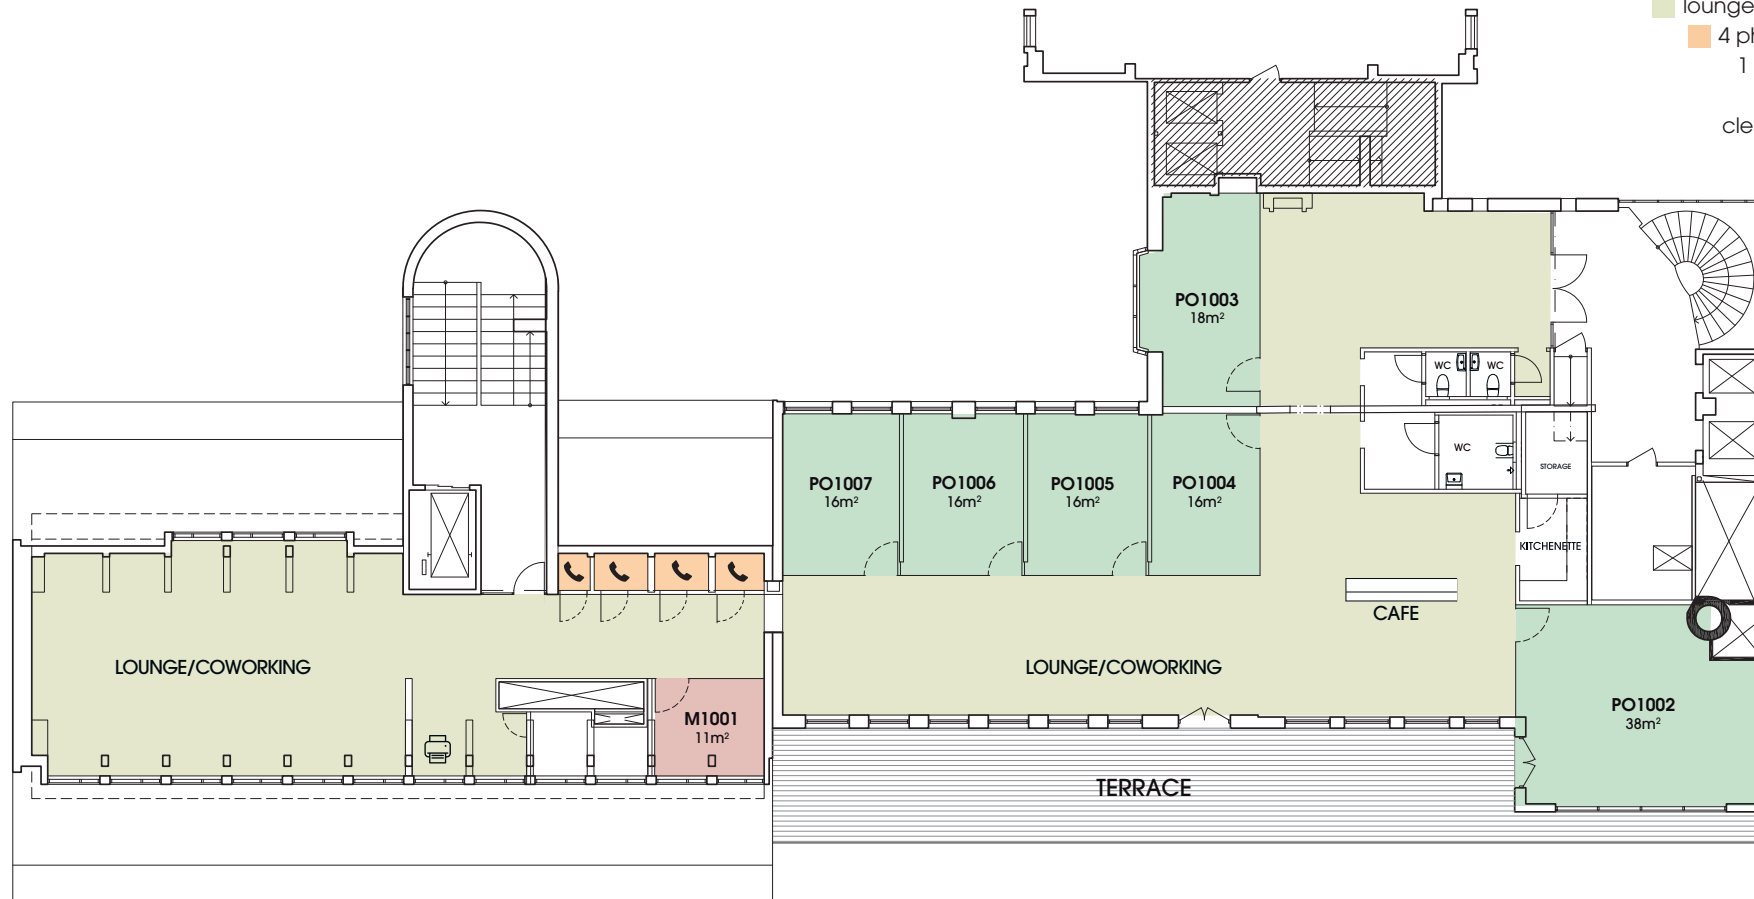 lounge
4 ph
1
cle
PO1003
18m²
WC
WC
WC
STORAGE
KITCHENETTE
PO1007
16m²
PO1006
16m²
PO1005
16m²
PO1004
16m²
CAFE
LOUNGE/COWORKING
LOUNGE/COWORKING
M1001
11m²
PO1002
38m²
TERRACE